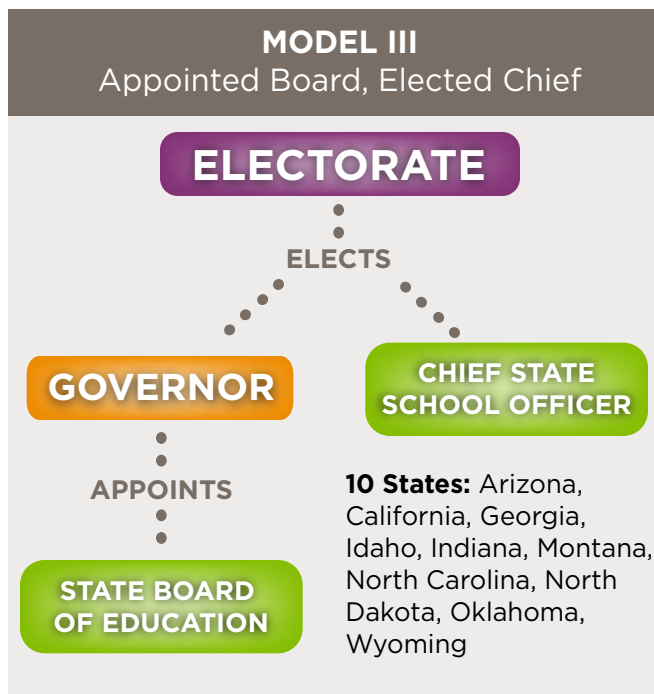 MODEL III
Appointed Board, Elected Chief
ELECTORATE
ELECTS
GOVERNOR
CHIEF STATE
SCHOOL OFFICER
APPOINTS
STATE BOARD
OF EDUCATION
10 States: Arizona,
California, Georgia,
Idaho, Indiana, Montana,
North Carolina, North
Dakota, Oklahoma,
Wyoming